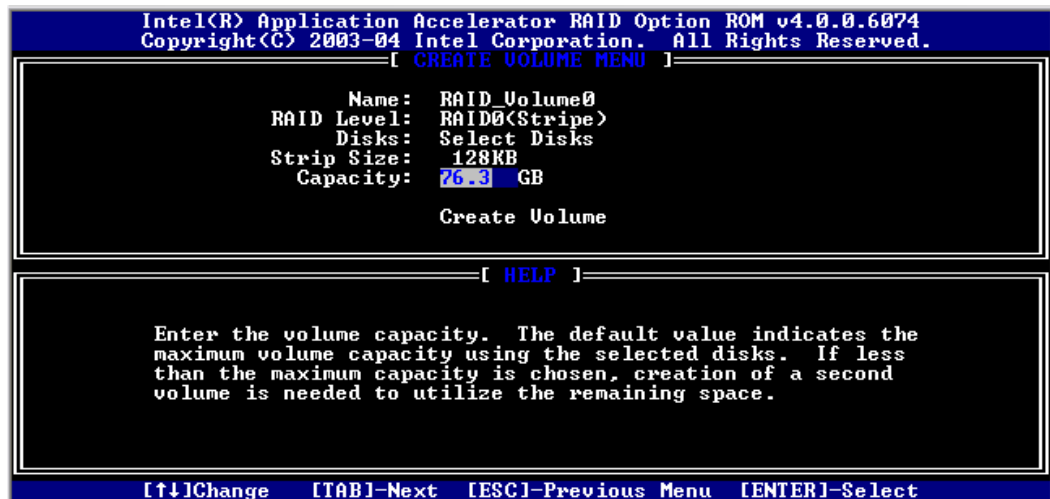 Intel(R) Application Accelerator RAID Option ROM v4.0.0.6074
Copyright(C) 2003-04 Intel Corporation. All Rights Reserved.
[ CREATE VOLUME MENU ]
Name: RAID_Volume0
RAID Level: RAID0(Stripe)
Disks: Select Disks
Strip Size: 128KB
Capacity: 76.3 GB
Create Volume
[ HELP ]
Enter the volume capacity. The default value indicates the
maximum volume capacity using the selected disks. If less
than the maximum capacity is chosen, creation of a second
volume is needed to utilize the remaining space.
[↑↓]Change [TAB]-Next [ESC]-Previous Menu [ENTER]-Select